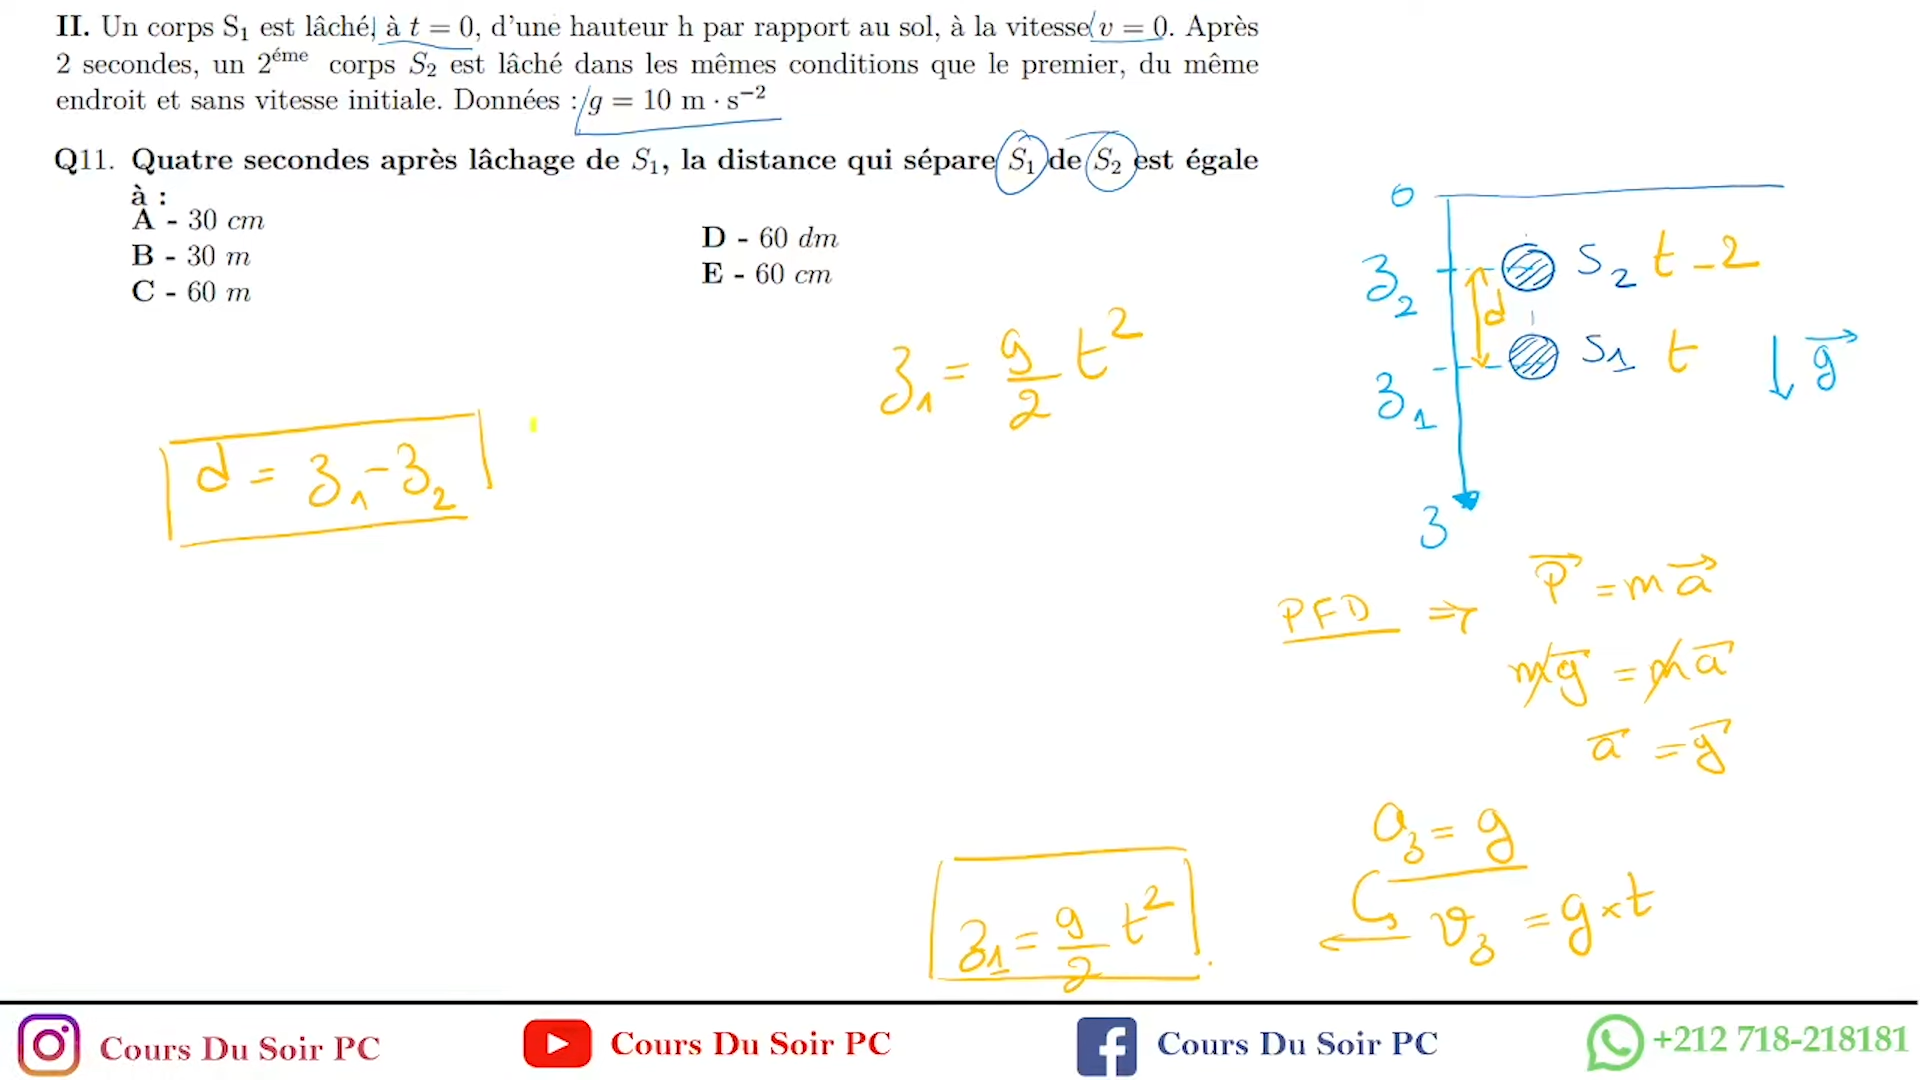 II. Un corps S₁ est lâché, à t = 0, d'une hauteur h par rapport au sol, à la vitesse v = 0. Après
2 secondes, un 2éme corps S₂ est lâché dans les mêmes conditions que le premier, du même
endroit et sans vitesse initiale. Données : g = 10 m · s⁻²
Q11. Quatre secondes après lâchage de S₁, la distance qui sépare S₁ de S₂ est égale
à :
A - 30 cm
B - 30 m
C - 60 m
D - 60 dm
E - 60 cm
0
z₂
S₂ t - 2
d
z₁
S₁ t
g⃗
z
z₁ = g/2 t²
d = z₁ - z₂
PFD ⇒ P⃗ = m a⃗
m g⃗ = m a⃗
a⃗ = g⃗
a_z = g
v_z = g × t
z₁ = g/2 t².
Cours Du Soir PC
Cours Du Soir PC
Cours Du Soir PC
+212 718-218181